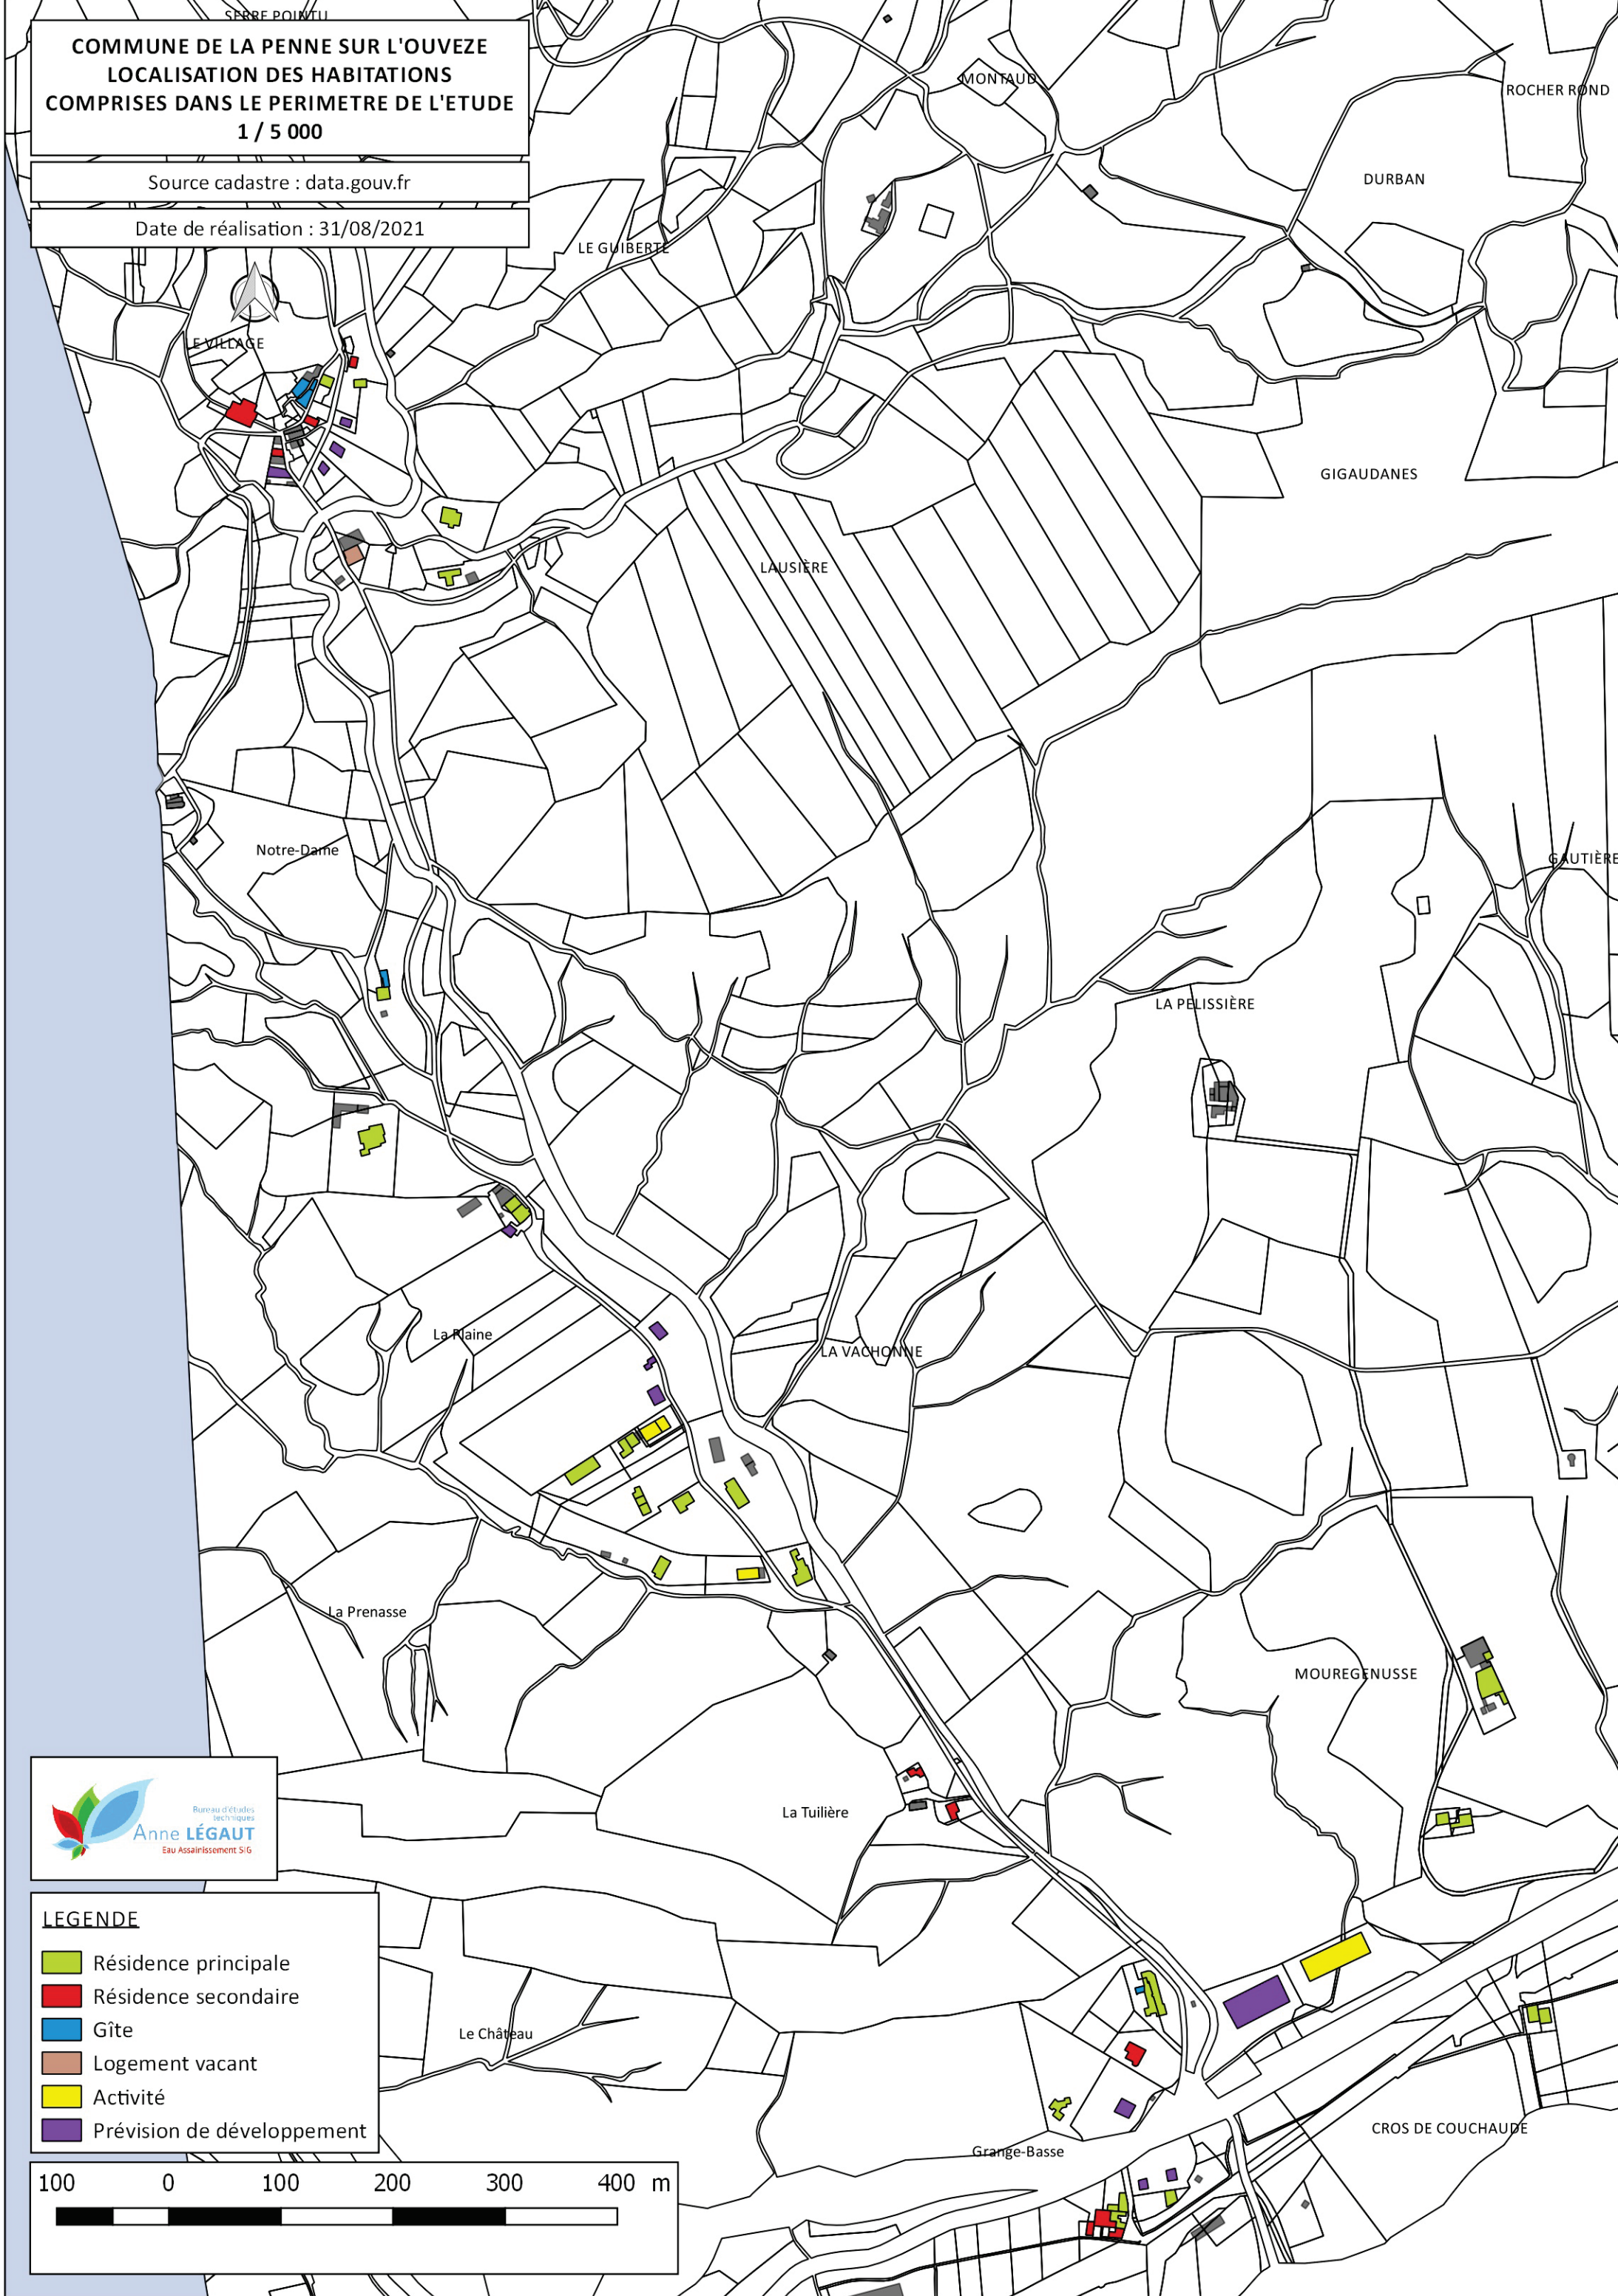 SERRE POINTU
COMMUNE DE LA PENNE SUR L'OUVEZE
LOCALISATION DES HABITATIONS
COMPRISES DANS LE PERIMETRE DE L'ETUDE
1 / 5 000
Source cadastre : data.gouv.fr
Date de réalisation : 31/08/2021
MONTAUD
ROCHER ROND
DURBAN
LE GUIBERTE
LE VILLAGE
GIGAUDANES
LAUSIÈRE
Notre-Dame
GAUTIÈRE
LA PELISSIÈRE
La Plaine
LA VACHONNE
La Prenasse
MOUREGENUSSE
La Tuilière
Bureau d'études
techniques
Anne LÉGAUT
Eau Assainissement SIG
LEGENDE
Résidence principale
Résidence secondaire
Gîte
Logement vacant
Activité
Prévision de développement
Le Château
CROS DE COUCHAUDE
Grange-Basse
100 0 100 200 300 400 m